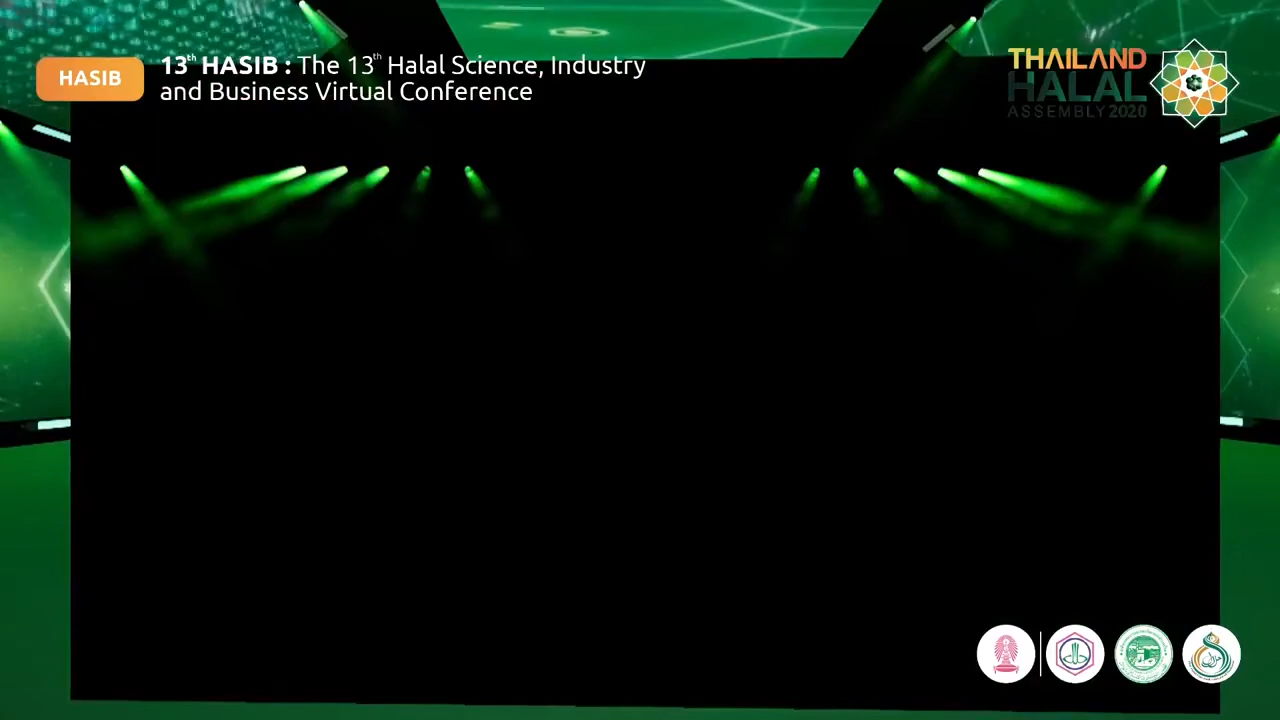 HASIB
13th HASIB : The 13th Halal Science, Industry
and Business Virtual Conference
THAILAND
HALAL
ASSEMBLY 2020